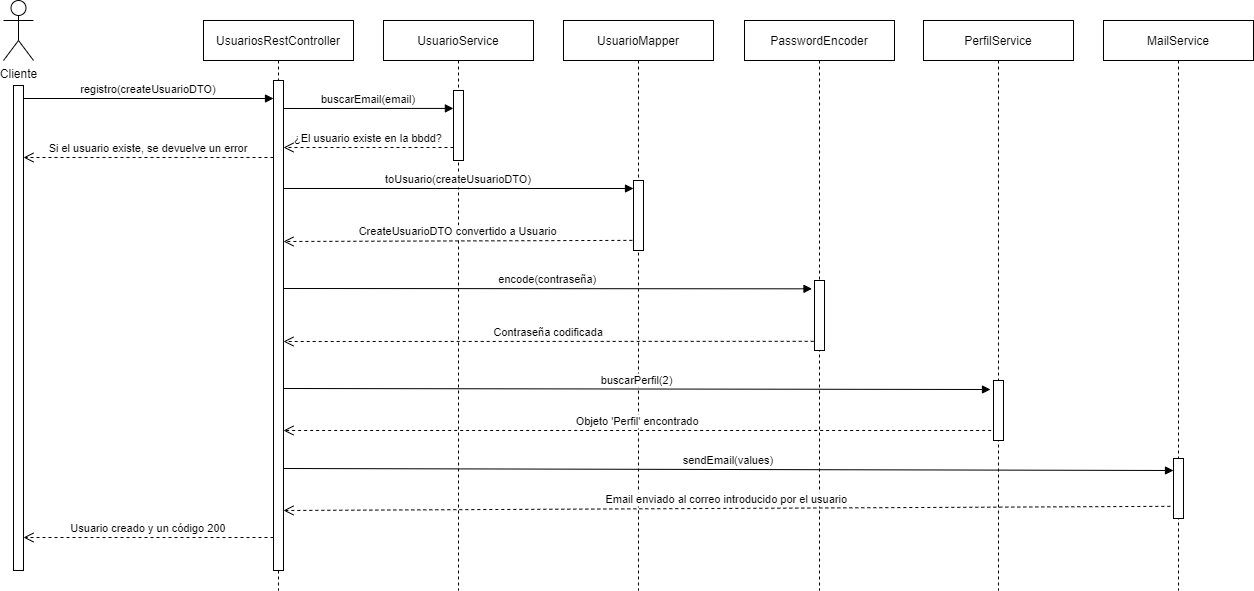 UsuariosRestController
UsuarioService
UsuarioMapper
PasswordEncoder
PerfilService
MailService
Cliente
registro(createUsuarioDTO)
buscarEmail(email)
¿El usuario existe en la bbdd?
Si el usuario existe, se devuelve un error
toUsuario(createUsuarioDTO)
CreateUsuarioDTO convertido a Usuario
encode(contraseña)
Contraseña codificada
buscarPerfil(2)
Objeto 'Perfil' encontrado
sendEmail(values)
Email enviado al correo introducido por el usuario
Usuario creado y un código 200